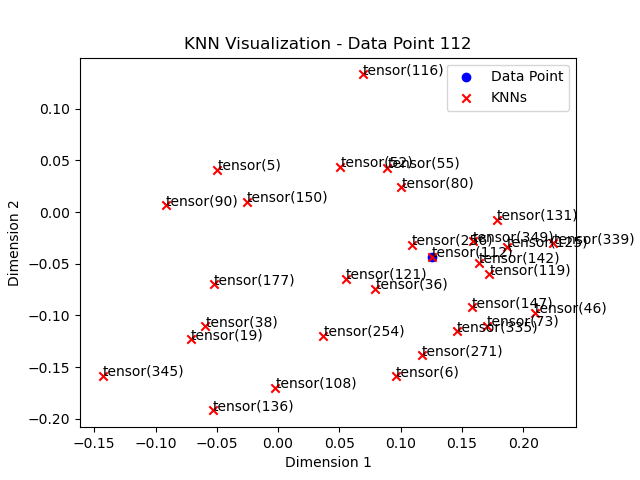 KNN Visualization - Data Point 112
tensor(116)
Data Point
KNNs
tensor(5)
tensor(52)
tensor(55)
tensor(80)
tensor(90)
tensor(150)
tensor(131)
tensor(349)
tensor(339)
tensor(112)
tensor(142)
tensor(119)
tensor(121)
tensor(36)
tensor(177)
tensor(147)
tensor(46)
tensor(73)
tensor(335)
tensor(38)
tensor(19)
tensor(254)
tensor(271)
tensor(345)
tensor(6)
tensor(108)
tensor(136)
0.10
0.05
0.00
−0.05
−0.10
−0.15
−0.20
Dimension 2
−0.15
−0.10
−0.05
0.00
0.05
0.10
0.15
0.20
Dimension 1